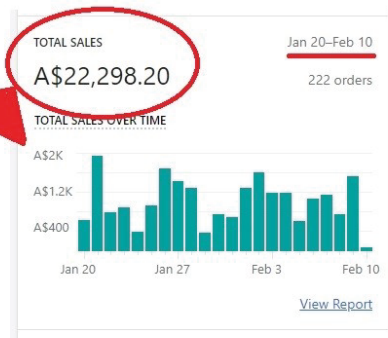 TOTAL SALES
Jan 20–Feb 10
A$22,298.20
222 orders
TOTAL SALES OVER TIME
A$2K
A$1.2K
A$400
Jan 20
Jan 27
Feb 3
Feb 10
View Report